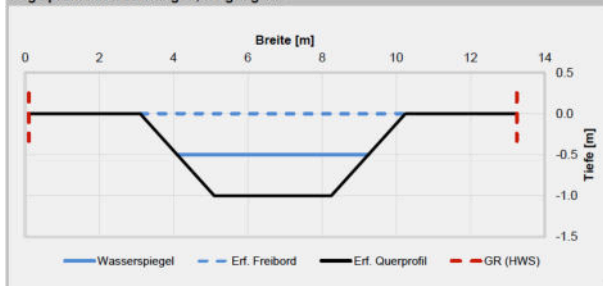 Breite [m]
0 2 4 6 8 10 12 14
0.5
0.0
-0.5
-1.0
-1.5
Tiefe [m]
Wasserspiegel Erf. Freibord Erf. Querprofil GR (HWS)